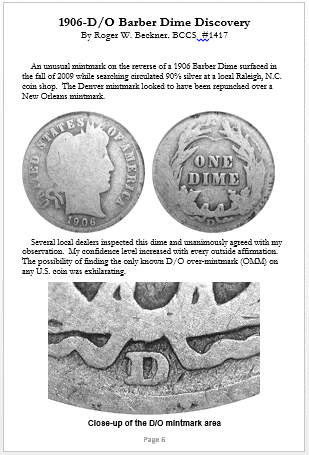 1906-D/O Barber Dime Discovery
By Roger W. Beckner, BCCS #1417
An unusual mintmark on the reverse of a 1906 Barber Dime surfaced in
the fall of 2009 while searching circulated 90% silver at a local Raleigh, N.C.
coin shop. The Denver mintmark looked to have been repunched over a
New Orleans mintmark.
UNITED STATES OF AMERICA
1906
ONE
DIME
D
Several local dealers inspected this dime and unanimously agreed with my
observation. My confidence level increased with every outside affirmation.
The possibility of finding the only known D/O over-mintmark (OMM) on
any U.S. coin was exhilarating.
D
Close-up of the D/O mintmark area
Page 6